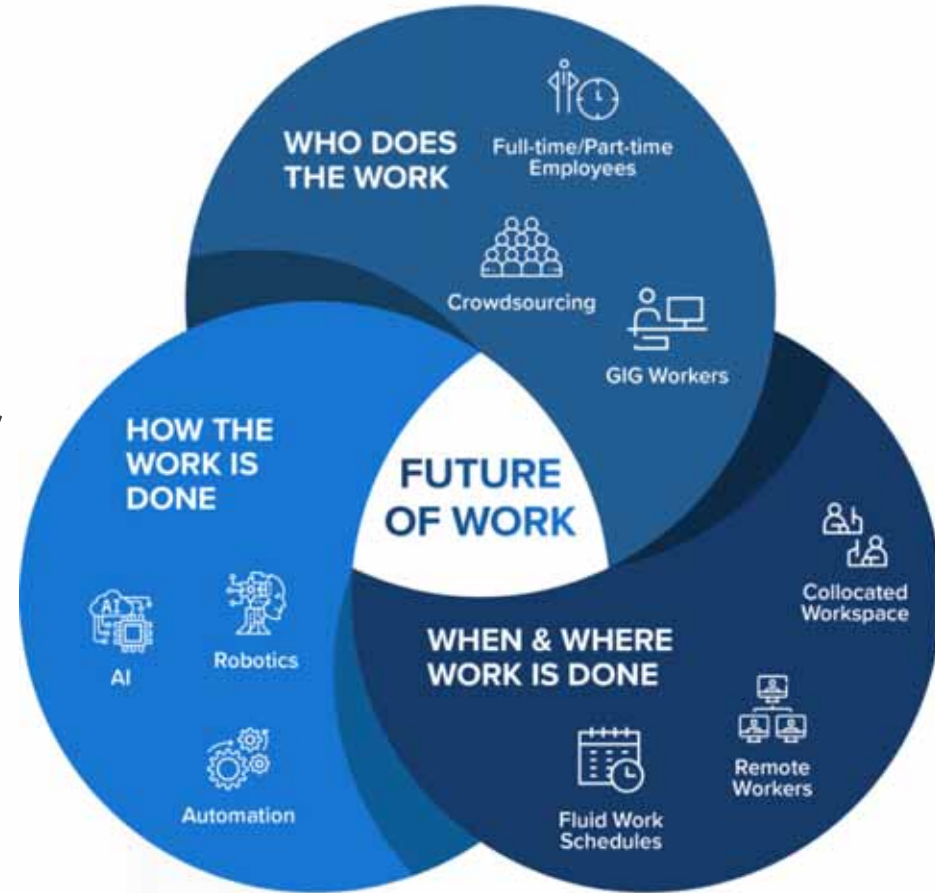 WHO DOES
THE WORK
Full-time/Part-time
Employees
Crowdsourcing
GIG Workers
HOW THE
WORK IS
DONE
AI
AI
Robotics
Automation
FUTURE
OF WORK
WHEN & WHERE
WORK IS DONE
Collocated
Workspace
Remote
Workers
Fluid Work
Schedules